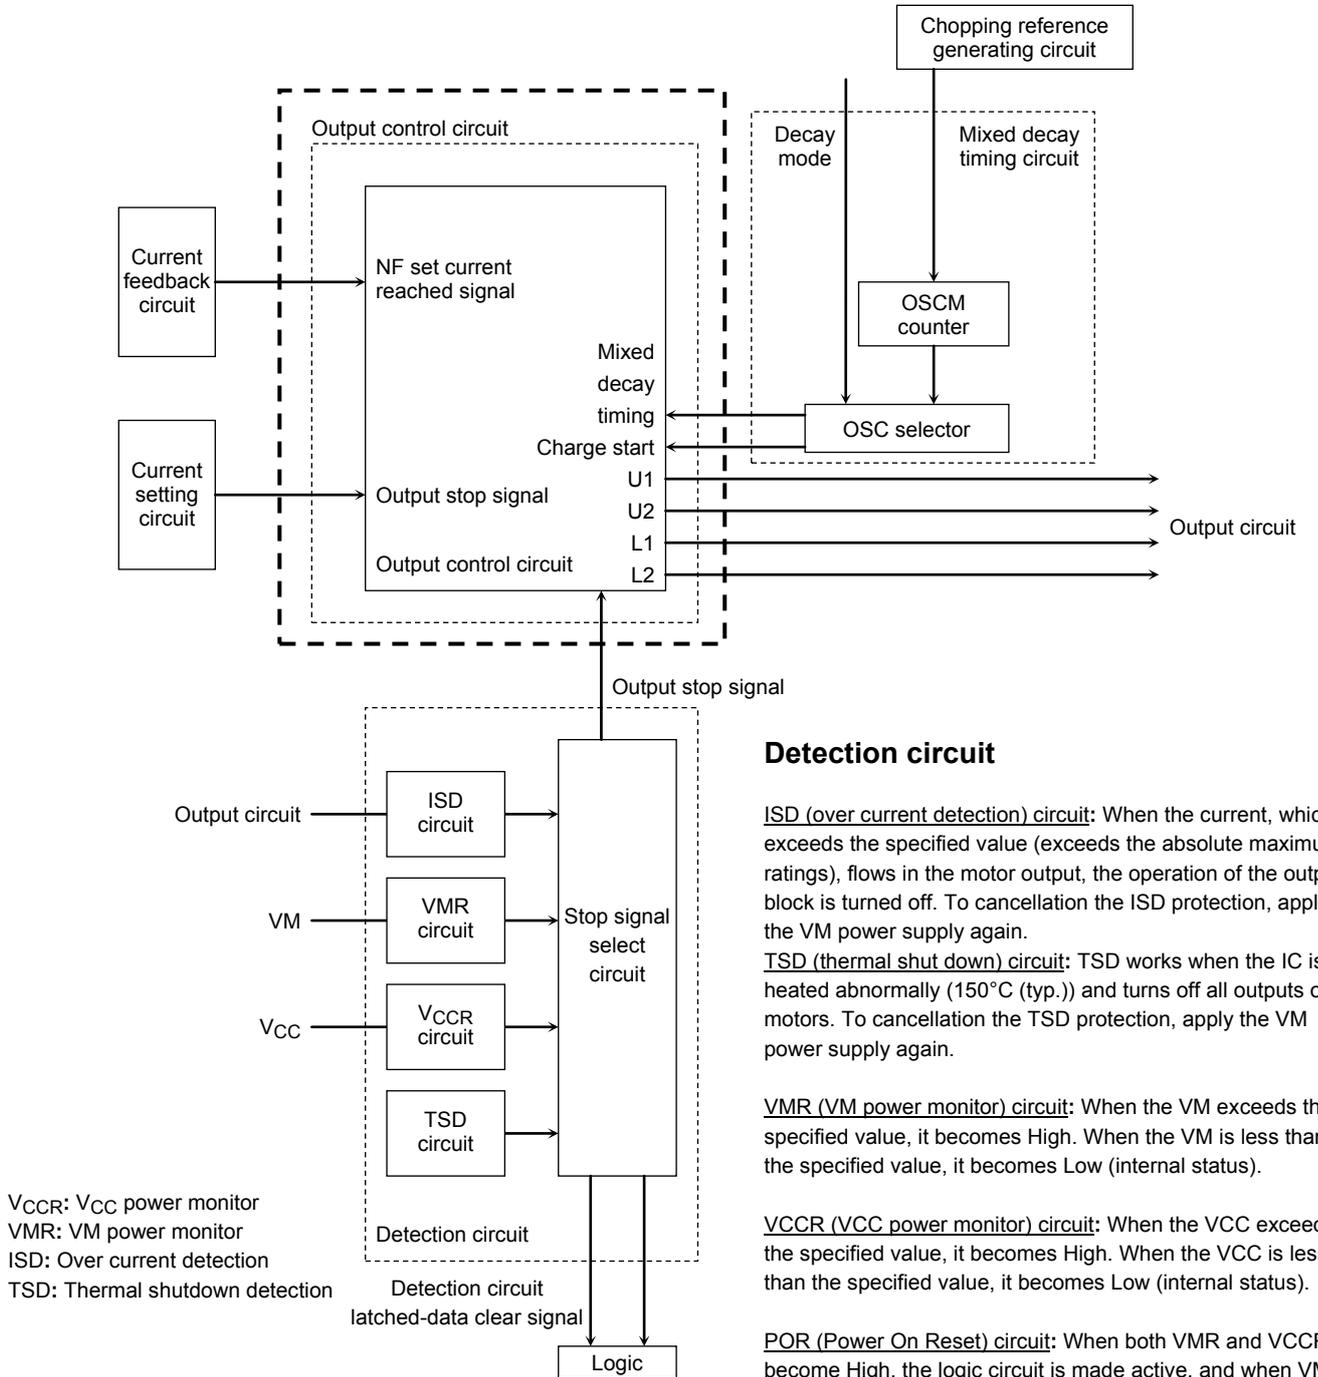 Chopping reference
generating circuit
Output control circuit
Decay
mode
Mixed decay
timing circuit
Current
feedback
circuit
NF set current
reached signal
OSCM
counter
Mixed
decay
timing
Charge start
OSC selector
Current
setting
circuit
Output stop signal
U1
U2
L1
L2
Output circuit
Output control circuit
Output stop signal
Output circuit
VM
VCC
ISD
circuit
VMR
circuit
VCCR
circuit
TSD
circuit
Stop signal
select
circuit
Detection circuit
Detection circuit
latched-data clear signal
Logic
VCCR: VCC power monitor
VMR: VM power monitor
ISD: Over current detection
TSD: Thermal shutdown detection
Detection circuit
ISD (over current detection) circuit: When the current,
exceeds the specified value (exceeds the absolute
ratings), flows in the motor output, the operation of the
block is turned off. To cancellation the ISD protection,
the VM power supply again.
TSD (thermal shut down) circuit: TSD works when the IC
heated abnormally (150°C (typ.)) and turns off all outputs
motors. To cancellation the TSD protection, apply the VM
power supply again.
VMR (VM power monitor) circuit: When the VM exceeds
specified value, it becomes High. When the VM is less
the specified value, it becomes Low (internal status).
VCCR (VCC power monitor) circuit: When the VCC
the specified value, it becomes High. When the VCC is
than the specified value, it becomes Low (internal status).
POR (Power On Reset) circuit: When both VMR and
become High, the logic circuit is made active, and when